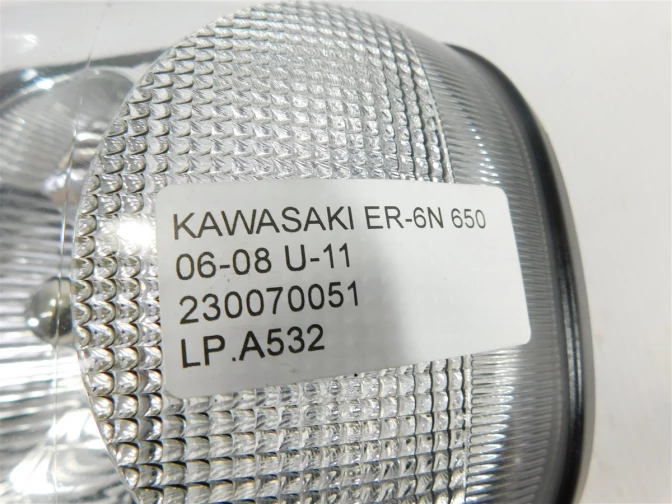 KAWASAKI ER-6N 650
06-08 U-11
230070051
LP.A532